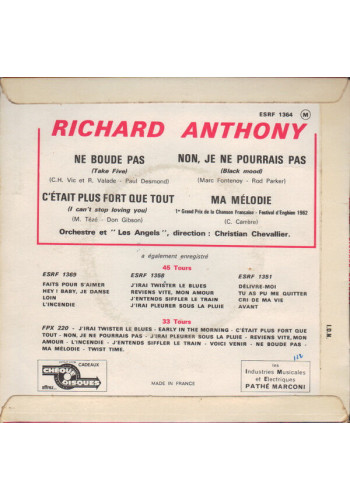 ESRF 1364 M
RICHARD ANTHONY
NE BOUDE PAS
(Take Five)
(C.H. Vic et R. Valade - Paul Desmond)
NON, JE NE POURRAIS PAS
(Black mood)
(Marc Fontenoy - Rod Parker)
C'ÉTAIT PLUS FORT QUE TOUT
(I can't stop loving you)
(M. Tézé - Don Gibson)
MA MÉLODIE
1er Grand Prix de la Chanson Française - Festival d'Enghien 1962
(C. Cambre)
Orchestre et " Les Angels ", direction : Christian Chevallier.
a également enregistré
45 Tours
ESRF 1369
FAITS POUR S'AIMER
HEY ! BABY, JE DANSE
LOIN
L'INCENDIE
ESRF 1358
J'IRAI TWISTER LE BLUES
REVIENS VITE, MON AMOUR
J'ENTENDS SIFFLER LE TRAIN
J'IRAI PLEURER SOUS LA PLUIE
ESRF 1351
DÉLIVRE-MOI
TU AS PU ME QUITTER
CRI DE MA VIE
AVANT
33 Tours
FPX 220 - J'IRAI TWISTER LE BLUES - EARLY IN THE MORNING - C'ÉTAIT PLUS FORT QUE
TOUT - NON, JE NE POURRAIS PAS - J'IRAI PLEURER SOUS LA PLUIE - REVIENS VITE, MON
AMOUR - L'INCENDIE - J'ENTENDS SIFFLER LE TRAIN - VOICI VENIR - NE BOUDE PAS -
MA MÉLODIE - TWIST TIME.
CADEAUX
CHEOU DISQUES
offrez...
MADE IN FRANCE
les
Industries Musicales
et Electriques
PATHÉ MARCONI
I.D.N.